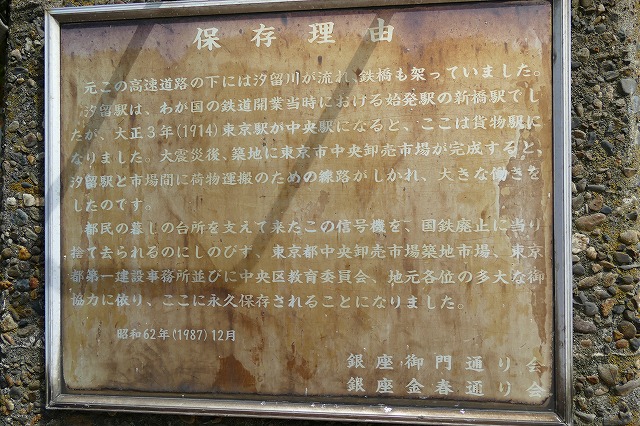 保存理由
元この高速道路の下には汐留川が流れ、鉄橋も架っていました。
汐留駅は、わが国の鉄道開業当時における始発駅の新橋駅でし
たが、大正3年(1914)東京駅が中央駅になると、ここは貨物駅に
なりました。大震災後、築地に東京市中央卸売市場が完成すると、
汐留駅と市場間に荷物運搬のための線路がしかれ、大きな働きを
したのです。
都民の暮しの台所を支えて来たこの信号機を、国鉄廃止に当り
捨て去られるのにしのびず、東京都中央卸売市場築地市場、東京
都第一建設事務所並びに中央区教育委員会、地元各位の多大な御
協力に依り、ここに永久保存されることになりました。
昭和62年(1987)12月
銀座御門通り会
銀座金春通り会